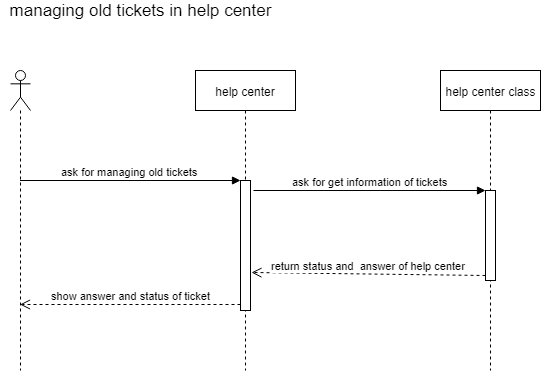 managing old tickets in help center
help center
help center class
ask for managing old tickets
ask for get information of tickets
return status and answer of help center
show answer and status of ticket